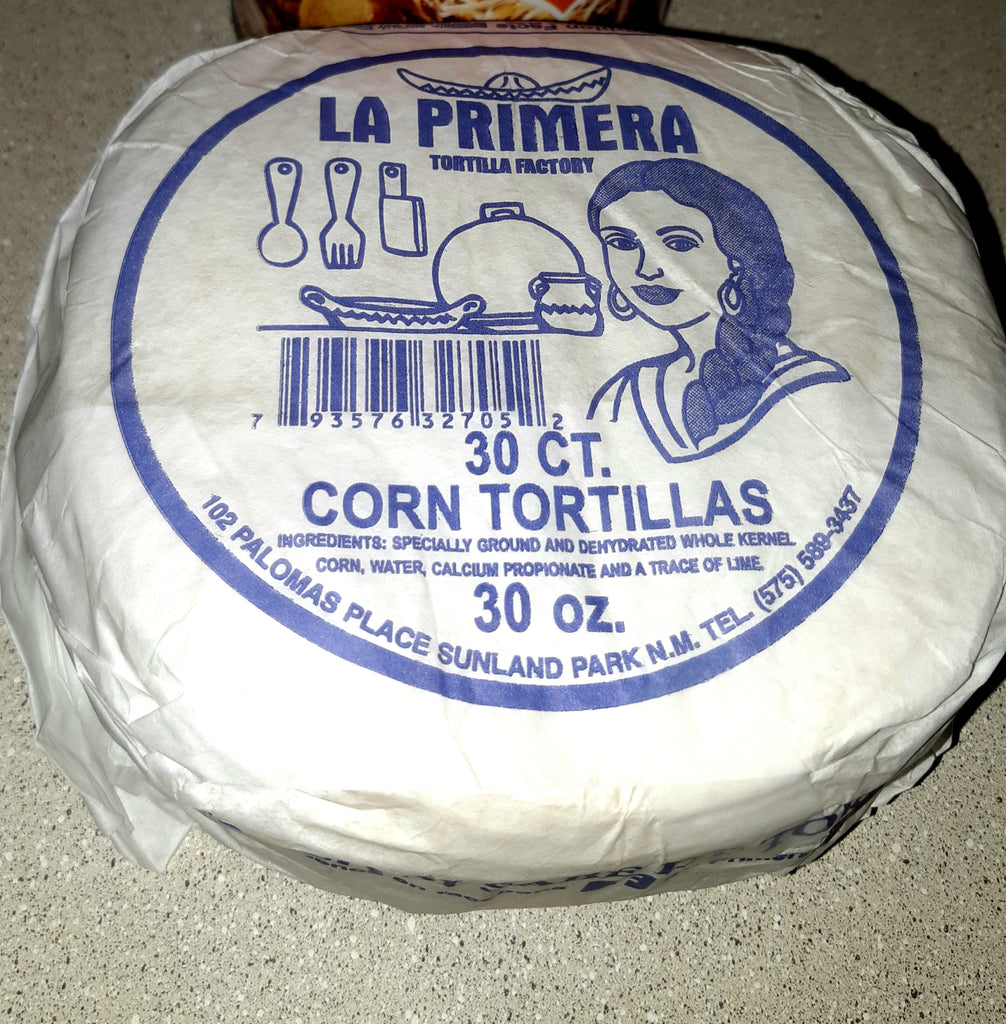 LA PRIMERA
TORTILLA FACTORY
7 93576 32705 2
30 CT.
CORN TORTILLAS
INGREDIENTS: SPECIALLY GROUND AND DEHYDRATED WHOLE KERNEL
CORN, WATER, CALCIUM PROPIONATE AND A TRACE OF LIME.
30 oz.
102 PALOMAS PLACE SUNLAND PARK N.M. TEL. (575) 589-3437